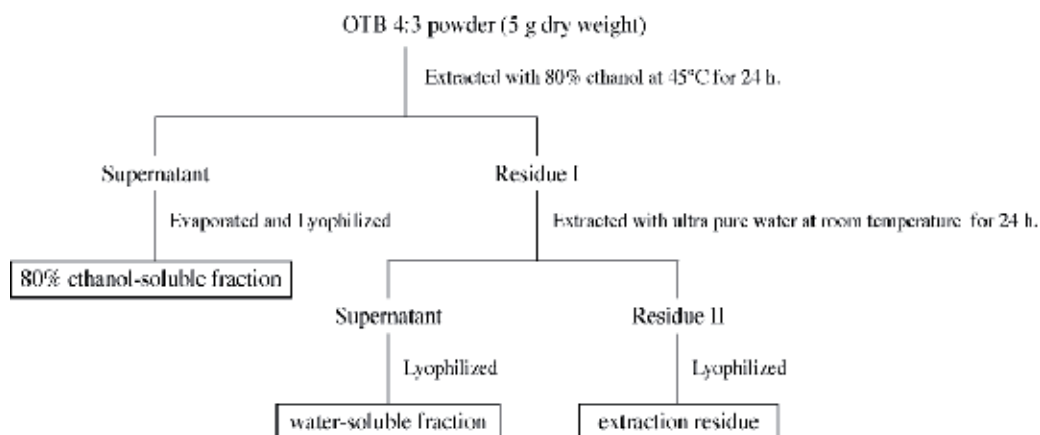 OTB 4:3 powder (5 g dry weight)
Extracted with 80% ethanol at 45°C for 24 h.
Supernatant
Residue I
Evaporated and Lyophilized
Extracted with ultra pure water at room temperature for 24 h.
80% ethanol-soluble fraction
Supernatant
Residue II
Lyophilized
Lyophilized
water-soluble fraction
extraction residue